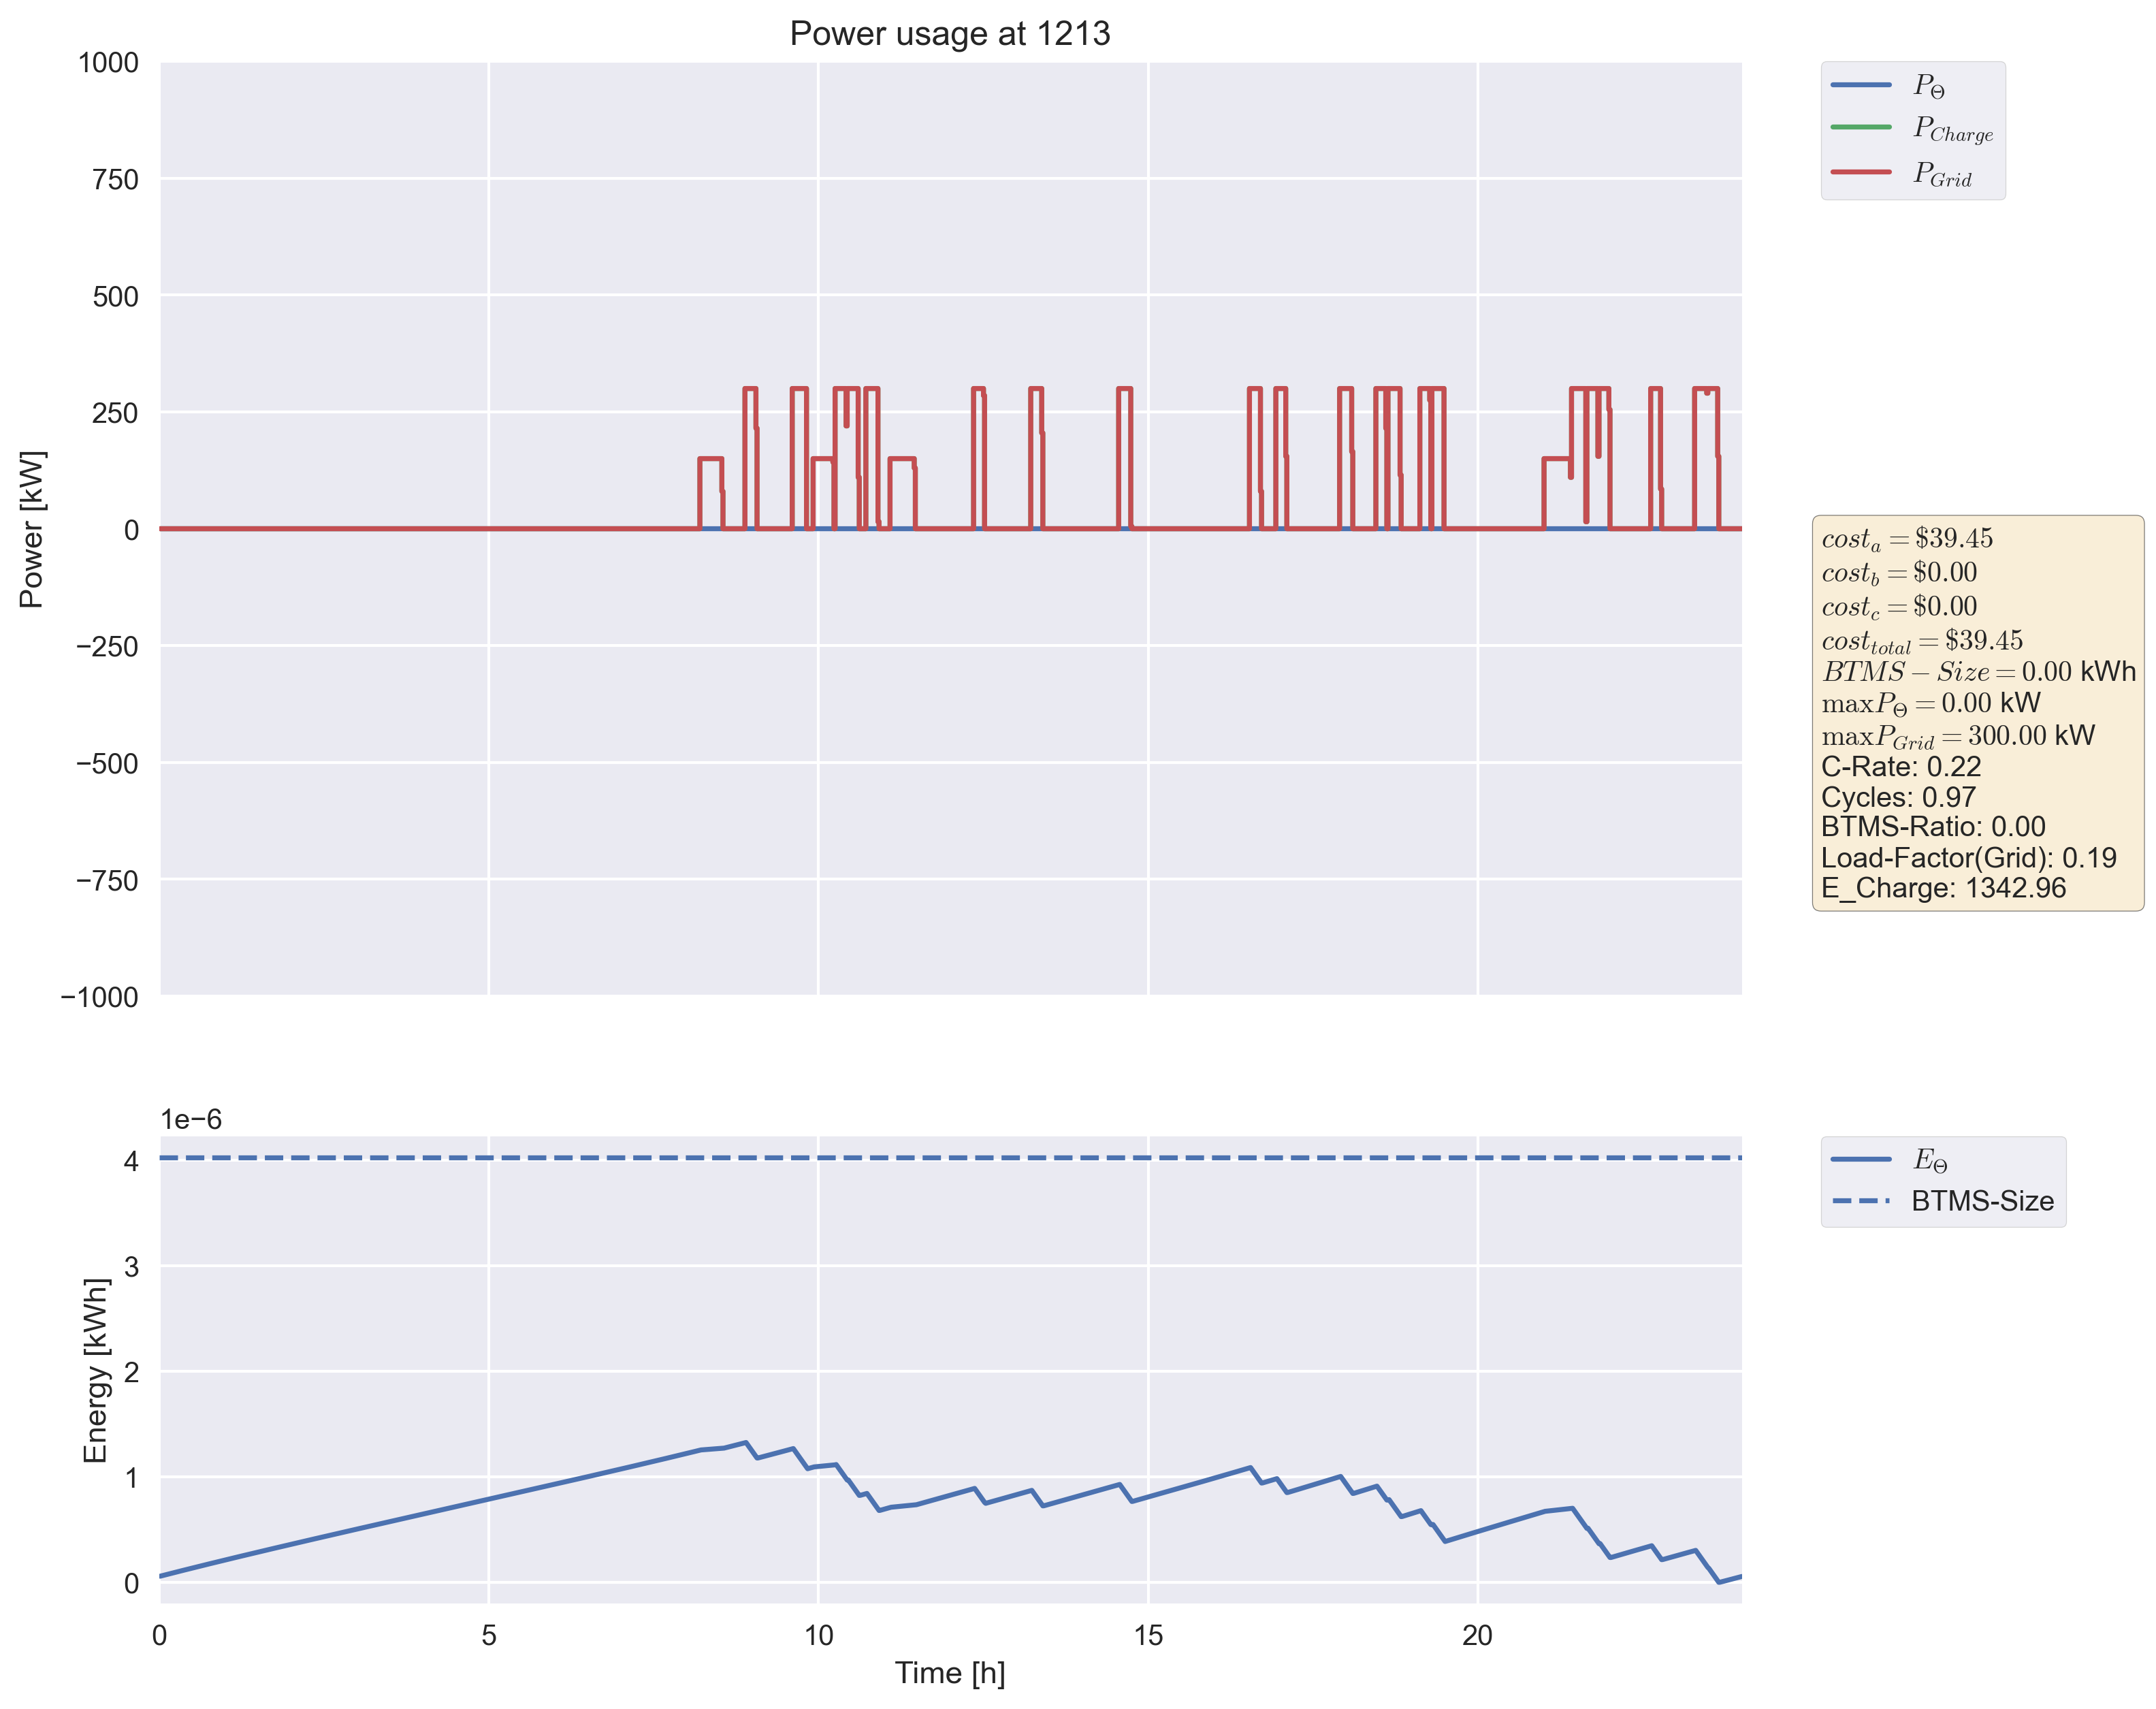 Power usage at 1213
1000
750
500
250
0
−250
−500
−750
−1000
Power [kW]
P_Θ
P_Charge
P_Grid
cost_a = $39.45
cost_b = $0.00
cost_c = $0.00
cost_total = $39.45
BTMS − Size = 0.00 kWh
maxP_Θ = 0.00 kW
maxP_Grid = 300.00 kW
C-Rate: 0.22
Cycles: 0.97
BTMS-Ratio: 0.00
Load-Factor(Grid): 0.19
E_Charge: 1342.96
1e−6
4
3
2
1
0
Energy [kWh]
0 5 10 15 20
Time [h]
E_Θ
BTMS-Size